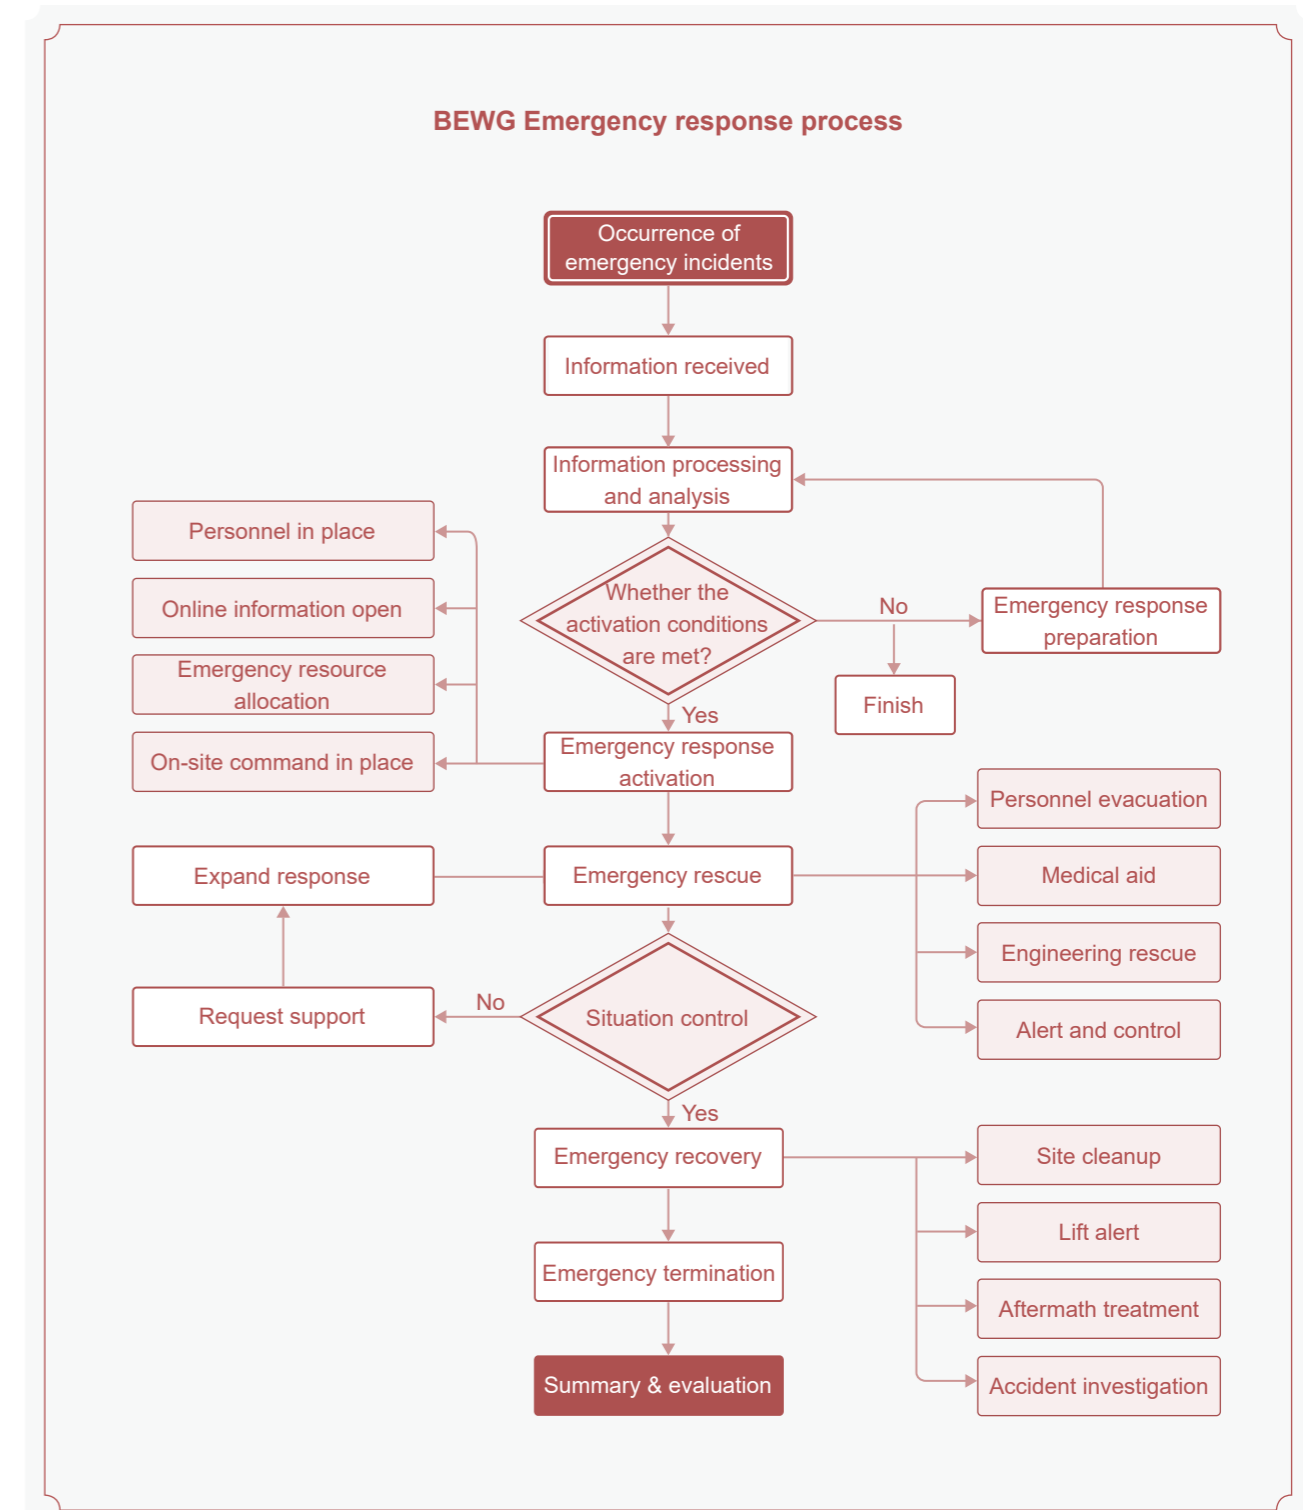 BEWG Emergency response process
Occurrence of
emergency incidents
Information received
Information processing
and analysis
Personnel in place
Online information open
Emergency resource
allocation
On-site command in place
Whether the
activation conditions
are met?
No
Emergency response
preparation
Finish
Yes
Emergency response
activation
Personnel evacuation
Medical aid
Engineering rescue
Alert and control
Expand response
Emergency rescue
Request support
No
Situation control
Yes
Emergency recovery
Site cleanup
Lift alert
Aftermath treatment
Accident investigation
Emergency termination
Summary & evaluation